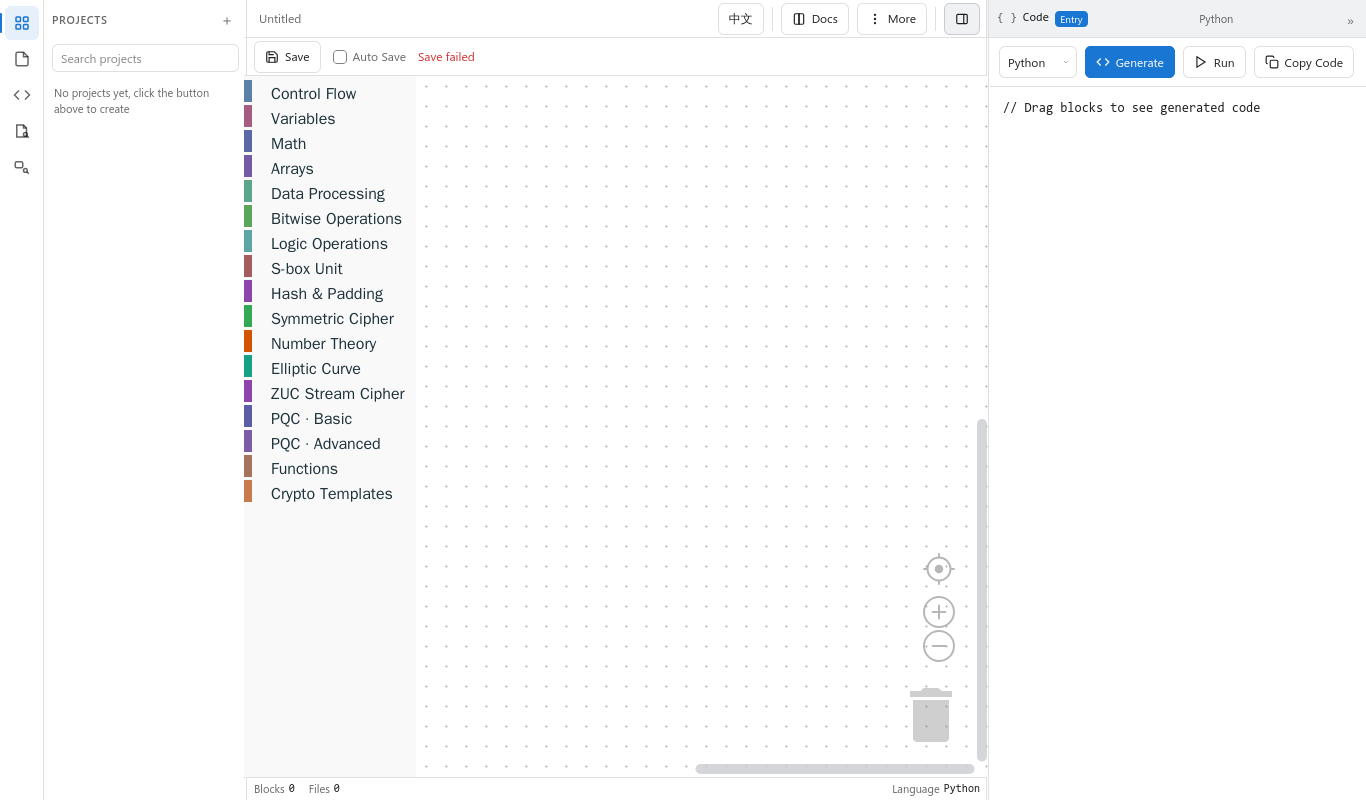 PROJECTS
+
Search projects
No projects yet, click the button
above to create
Untitled
中文
Docs
More
Save
Auto Save
Save failed
Control Flow
Variables
Math
Arrays
Data Processing
Bitwise Operations
Logic Operations
S-box Unit
Hash & Padding
Symmetric Cipher
Number Theory
Elliptic Curve
ZUC Stream Cipher
PQC · Basic
PQC · Advanced
Functions
Crypto Templates
Blocks 0
Files 0
Language Python
{ } Code
Entry
Python
»
Python
Generate
Run
Copy Code
// Drag blocks to see generated code